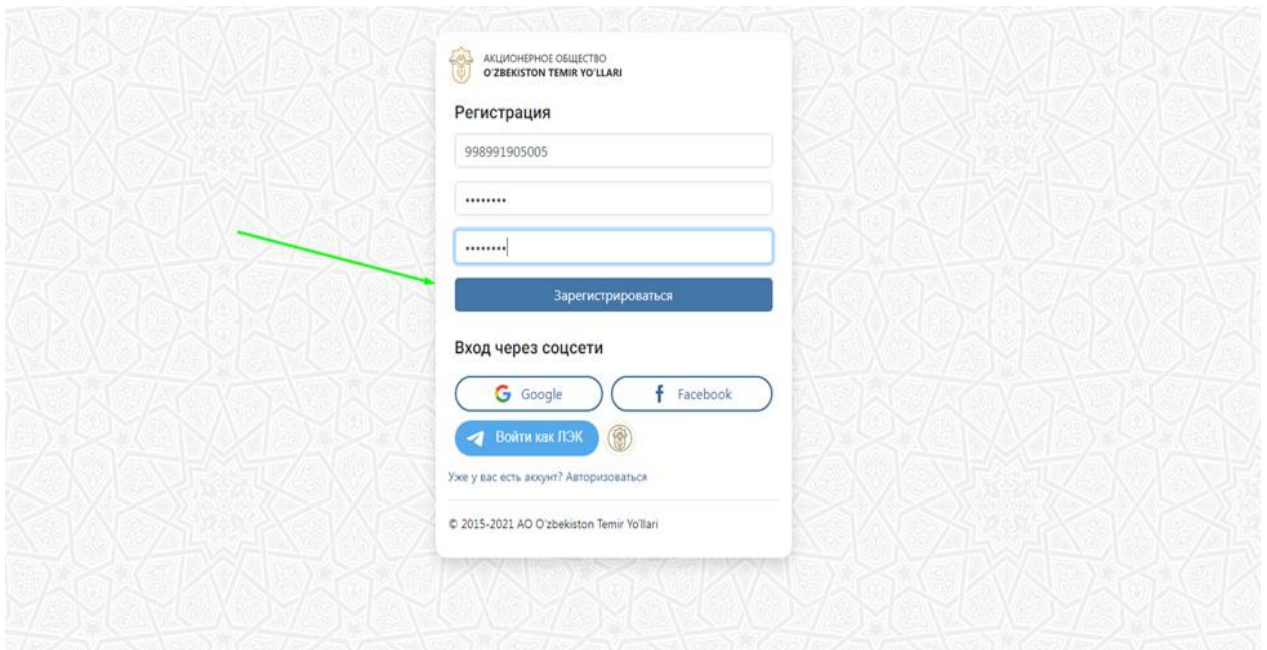 АКЦИОНЕРНОЕ ОБЩЕСТВО
O'ZBEKISTON TEMIR YO'LLARI
Регистрация
998991905005
••••••••
••••••••
Зарегистрироваться
Вход через соцсети
Google
Facebook
Войти как ЛЭК
Уже у вас есть аккунт? Авторизоваться
© 2015-2021 АО O'zbekiston Temir Yo'llari